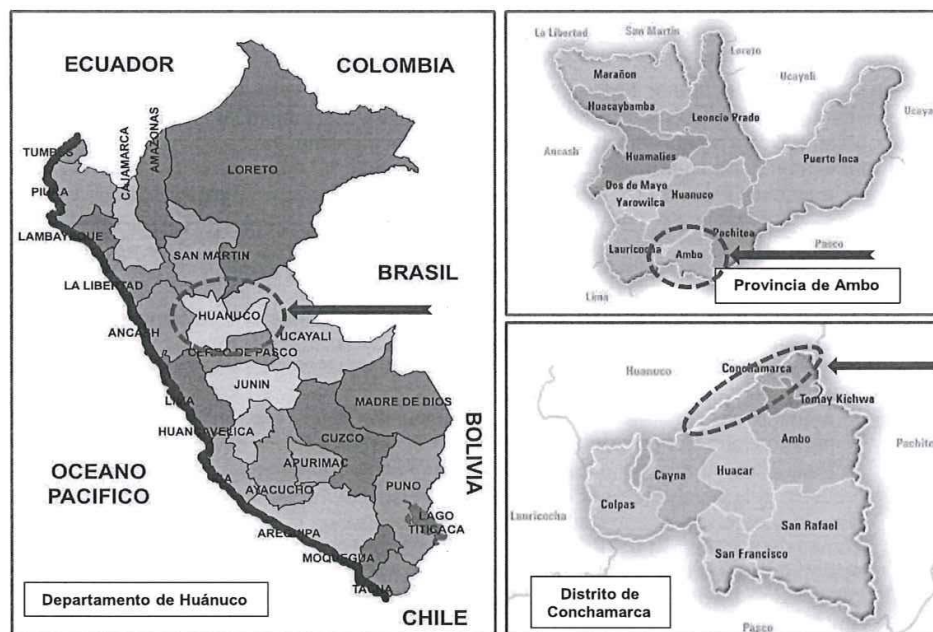 ECUADOR
COLOMBIA
TUMBES
PIURA
CAJAMARCA
AMAZONAS
LORETO
LAMBAYEQUE
SAN MARTIN
LA LIBERTAD
BRASIL
HUANUCO
ANCASH
UCAYALI
CERRO DE PASCO
JUNIN
LIMA
MADRE DE DIOS
HUANCAVELICA
CUZCO
BOLIVIA
OCEANO
PACIFICO
APURIMAC
AYACUCHO
PUNO
LAGO
TITICACA
AREQUIPA
MOQUEGUA
TACNA
Departamento de Huánuco
CHILE
La Libertad
San Martin
Loreto
Marañon
Ucayali
Huacaybamba
Leoncio Prado
Ucaya
Ancash
Huamalies
Puerto Inca
Dos de Mayo
Huanuco
Yarowilca
Pachitea
Lauricocha
Ambo
Pasco
Lima
Provincia de Ambo
Huanuco
Conchamarca
Tomay Kichwa
Ambo
Pachite
Cayna
Huacar
Colpas
Lauricocha
San Rafael
San Francisco
Distrito de
Conchamarca
Pasco